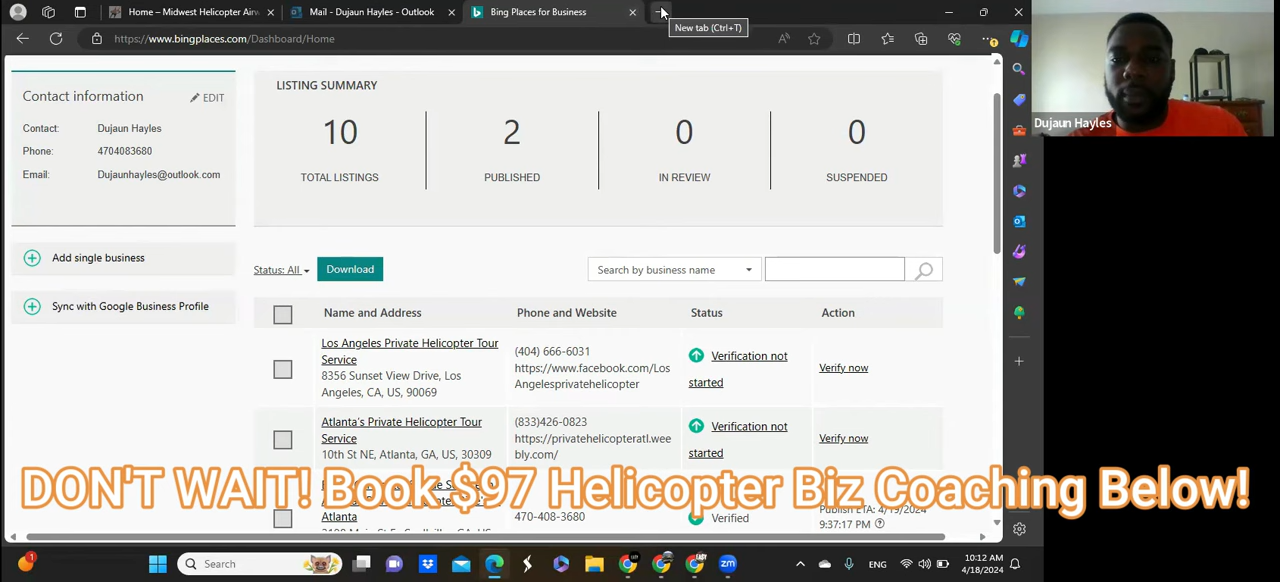 Home – Midwest Helicopter Airw
Mail - Dujaun Hayles - Outlook
Bing Places for Business
New tab (Ctrl+T)
https://www.bingplaces.com/Dashboard/Home
Dujaun Hayles
Contact information
EDIT
Contact: Dujaun Hayles
Phone: 4704083680
Email: Dujaunhayles@outlook.com
Add single business
Sync with Google Business Profile
LISTING SUMMARY
10 2 0 0
TOTAL LISTINGS PUBLISHED IN REVIEW SUSPENDED
Status: All
Download
Search by business name
Name and Address Phone and Website Status Action
Los Angeles Private Helicopter Tour
Service
8356 Sunset View Drive, Los
Angeles, CA, US, 90069
(404) 666-6031
https://www.facebook.com/Los
Angelesprivatehelicopter
Verification not
started
Verify now
Atlanta's Private Helicopter Tour
Service
10th St NE, Atlanta, GA, US, 30309
(833)426-0823
https://privatehelicopteratl.wee
bly.com/
Verification not
started
Verify now
Atlanta
470-408-3680
Verified
Publish ETA: 4/19/2024
9:37:17 PM
DON'T WAIT! Book $97 Helicopter Biz Coaching Below!
1
Search
ENG
10:12 AM
4/18/2024